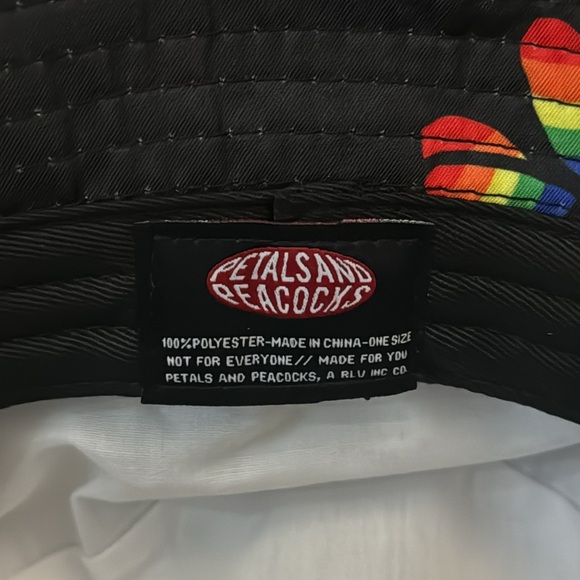 PETALS AND
PEACOCKS
100%POLYESTER-MADE IN CHINA-ONE SIZE
NOT FOR EVERYONE// MADE FOR YOU
PETALS AND PEACOCKS, A RLV INC CO.